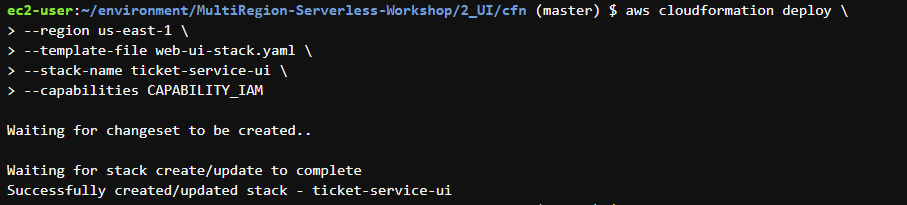 ec2-user:~/environment/MultiRegion-Serverless-Workshop/2_UI/cfn (master) $ aws cloudformation deploy \
> --region us-east-1 \
> --template-file web-ui-stack.yaml \
> --stack-name ticket-service-ui \
> --capabilities CAPABILITY_IAM
Waiting for changeset to be created..
Waiting for stack create/update to complete
Successfully created/updated stack - ticket-service-ui